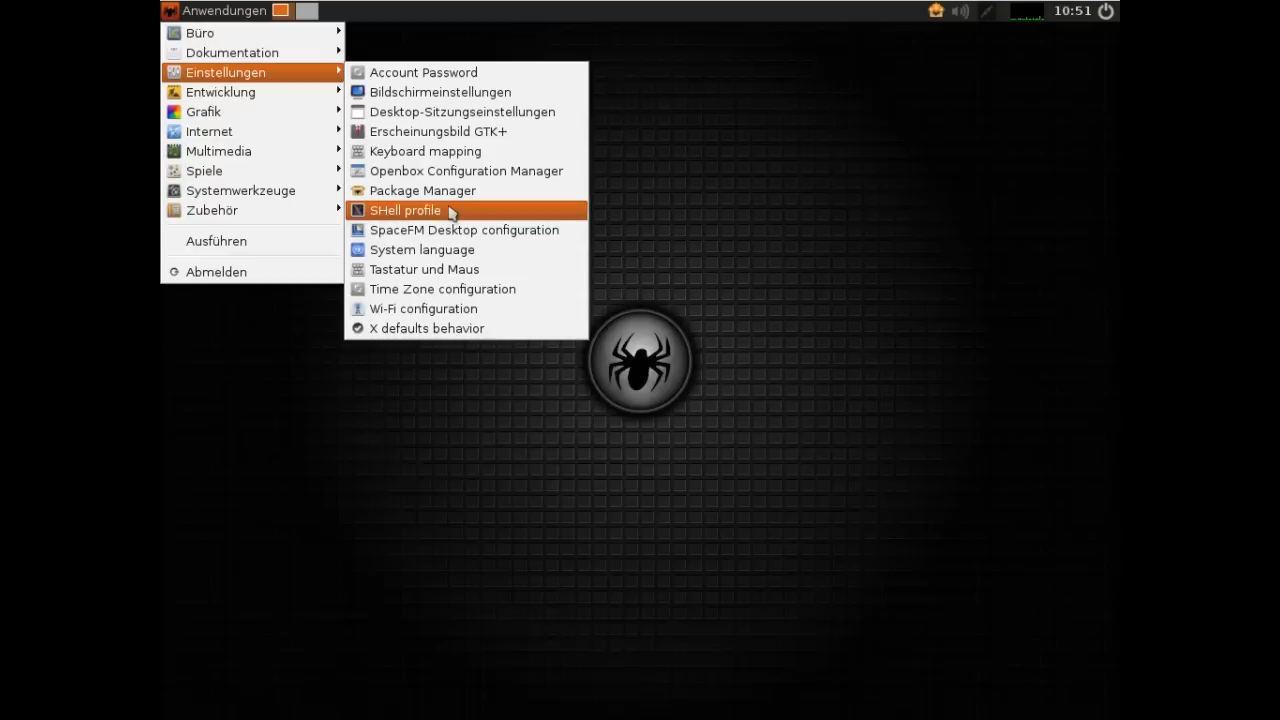 Anwendungen
10:51
Büro
Dokumentation
Einstellungen
Entwicklung
Grafik
Internet
Multimedia
Spiele
Systemwerkzeuge
Zubehör
Ausführen
Abmelden
Account Password
Bildschirmeinstellungen
Desktop-Sitzungseinstellungen
Erscheinungsbild GTK+
Keyboard mapping
Openbox Configuration Manager
Package Manager
SHell profile
SpaceFM Desktop configuration
System language
Tastatur und Maus
Time Zone configuration
Wi-Fi configuration
X defaults behavior